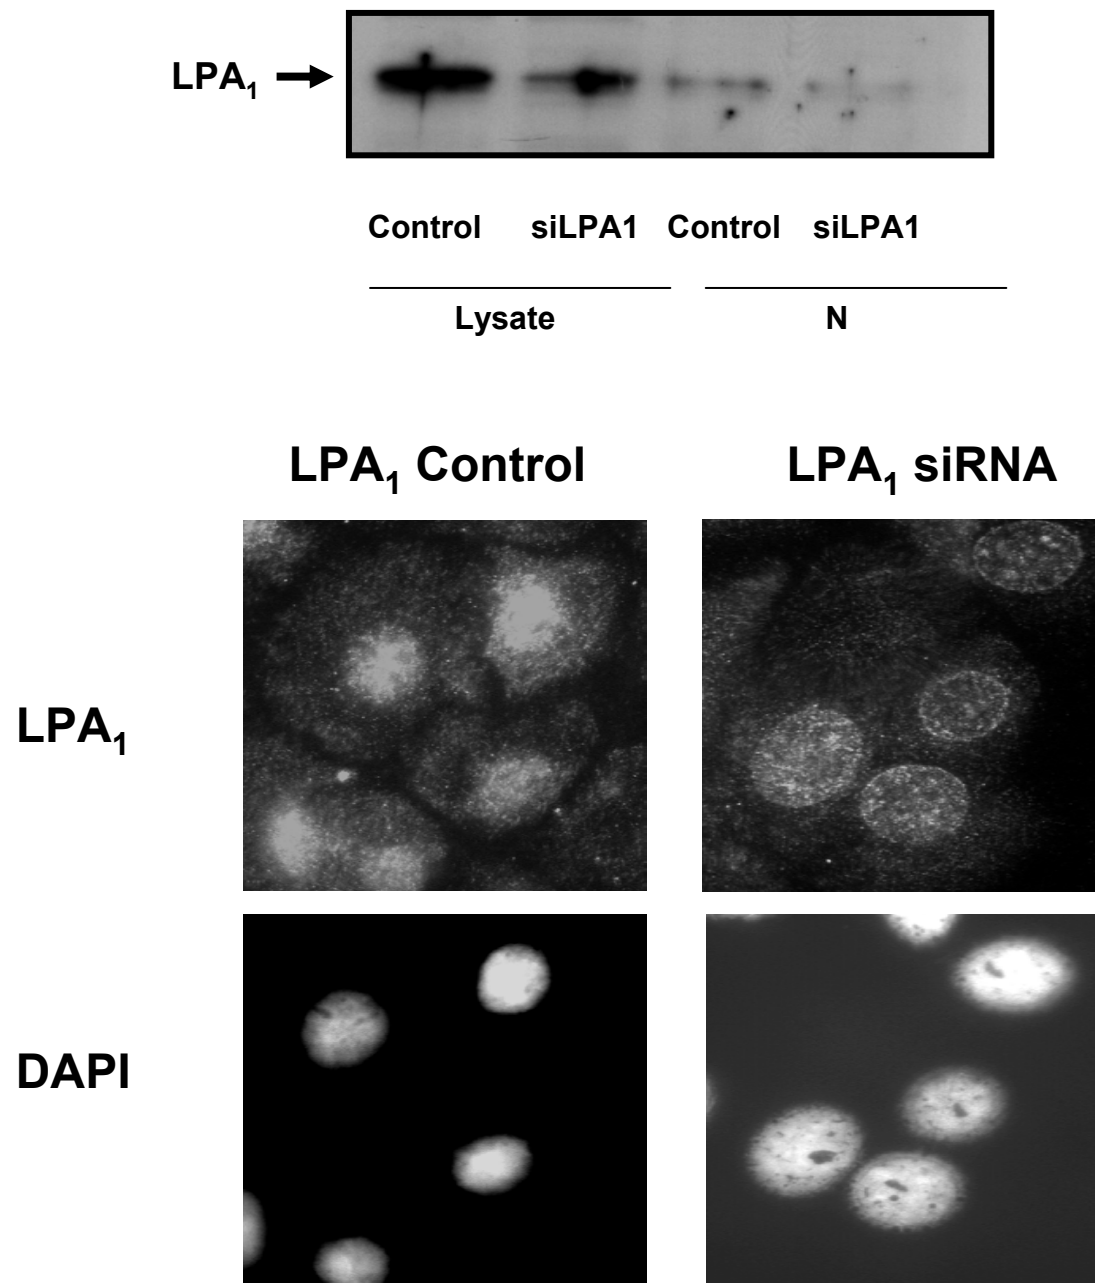 LPA₁
Control siLPA1 Control siLPA1
Lysate N
LPA₁ Control LPA₁ siRNA
LPA₁
DAPI